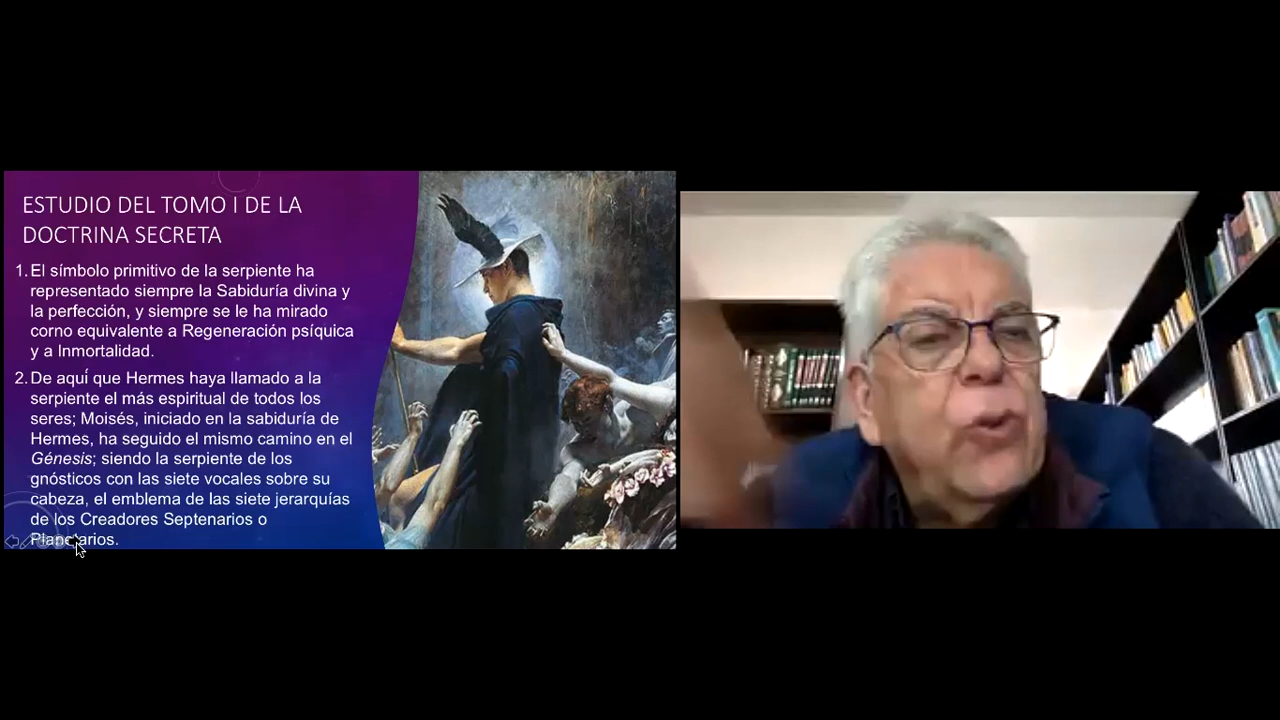 ESTUDIO DEL TOMO I DE LA
DOCTRINA SECRETA
1. El símbolo primitivo de la serpiente ha
representado siempre la Sabiduría divina y
la perfección, y siempre se le ha mirado
corno equivalente a Regeneración psíquica
y a Inmortalidad.
2. De aquí que Hermes haya llamado a la
serpiente el más espiritual de todos los
seres; Moisés, iniciado en la sabiduría de
Hermes, ha seguido el mismo camino en el
Génesis; siendo la serpiente de los
gnósticos con las siete vocales sobre su
cabeza, el emblema de las siete jerarquías
de los Creadores Septenarios o
Planetarios.